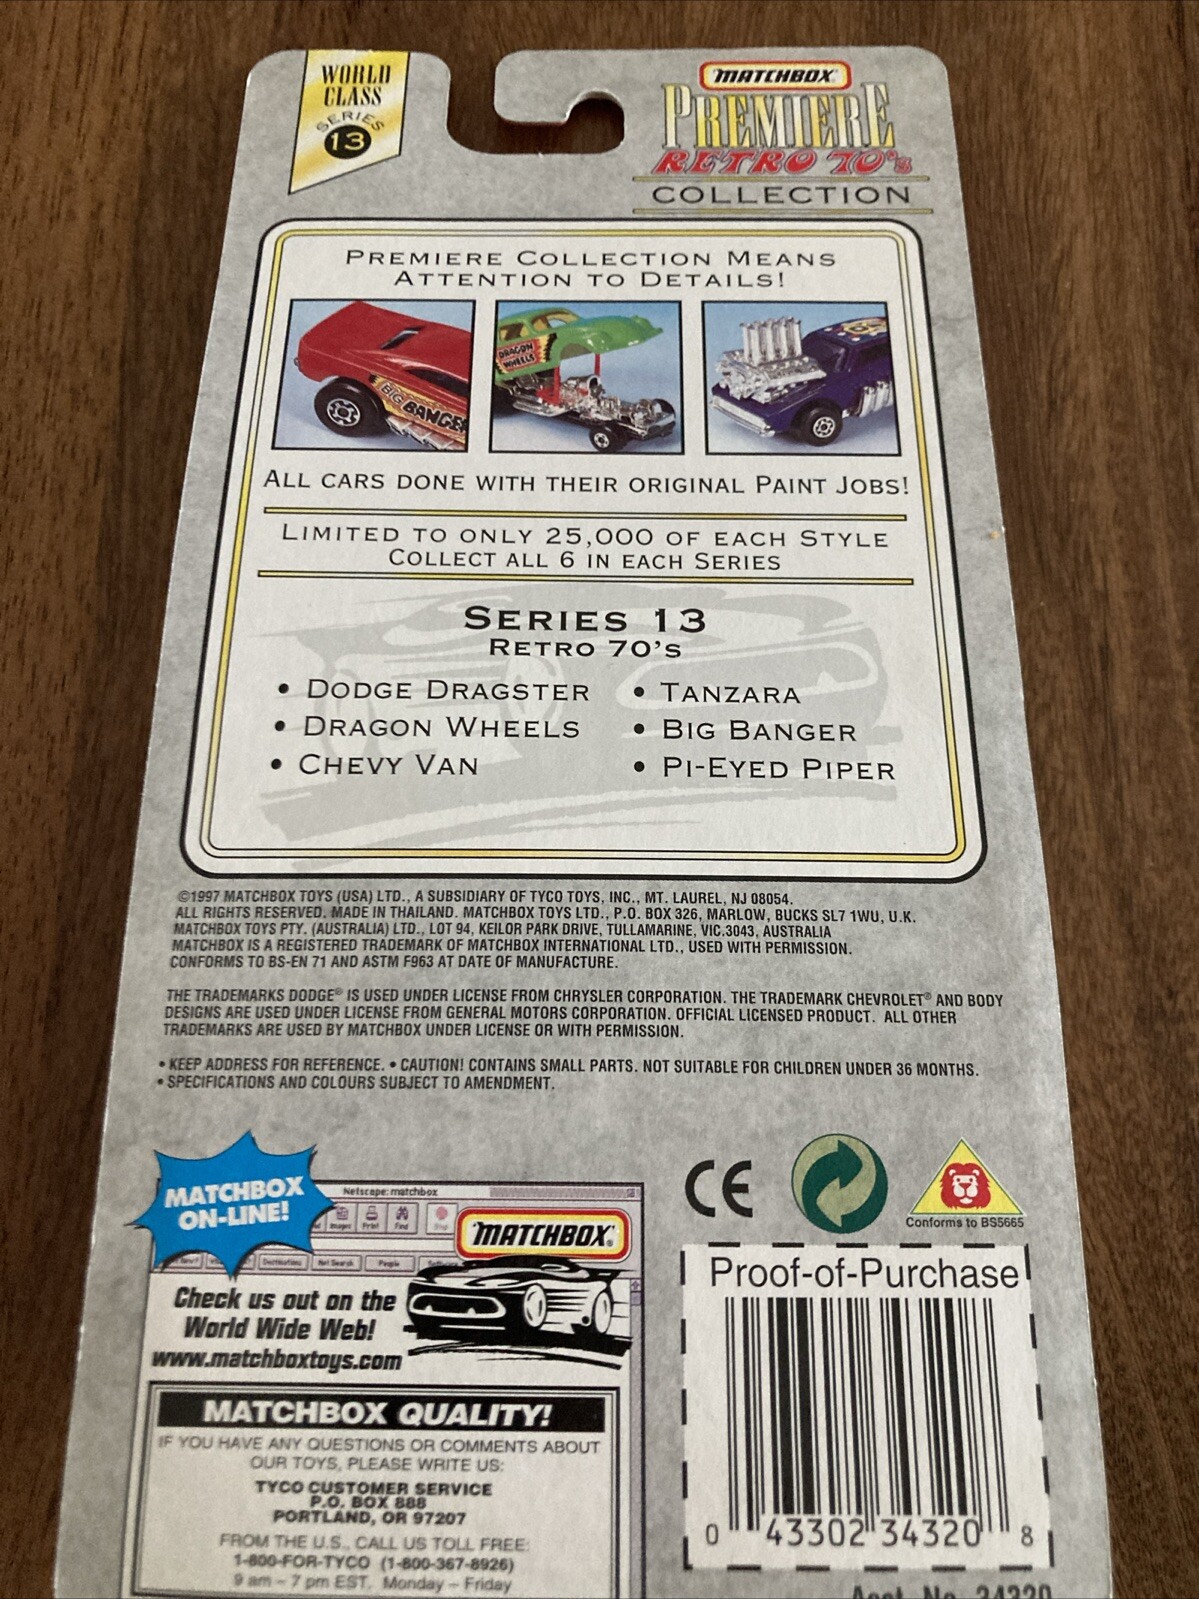 WORLD
CLASS
SERIES
13
MATCHBOX
PREMIERE
RETRO 70's
COLLECTION
PREMIERE COLLECTION MEANS
ATTENTION TO DETAILS!
BIG BANGER
DRAGON
WHEELS
ALL CARS DONE WITH THEIR ORIGINAL PAINT JOBS!
LIMITED TO ONLY 25,000 OF EACH STYLE
COLLECT ALL 6 IN EACH SERIES
SERIES 13
RETRO 70'S
• DODGE DRAGSTER
• DRAGON WHEELS
• CHEVY VAN
• TANZARA
• BIG BANGER
• PI-EYED PIPER
©1997 MATCHBOX TOYS (USA) LTD., A SUBSIDIARY OF TYCO TOYS, INC., MT. LAUREL, NJ 08054.
ALL RIGHTS RESERVED. MADE IN THAILAND. MATCHBOX TOYS LTD., P.O. BOX 326, MARLOW, BUCKS SL7 1WU, U.K.
MATCHBOX TOYS PTY. (AUSTRALIA) LTD., LOT 94, KEILOR PARK DRIVE, TULLAMARINE, VIC.3043, AUSTRALIA
MATCHBOX IS A REGISTERED TRADEMARK OF MATCHBOX INTERNATIONAL LTD., USED WITH PERMISSION.
CONFORMS TO BS-EN 71 AND ASTM F963 AT DATE OF MANUFACTURE.
THE TRADEMARKS DODGE® IS USED UNDER LICENSE FROM CHRYSLER CORPORATION. THE TRADEMARK CHEVROLET® AND BODY
DESIGNS ARE USED UNDER LICENSE FROM GENERAL MOTORS CORPORATION. OFFICIAL LICENSED PRODUCT. ALL OTHER
TRADEMARKS ARE USED BY MATCHBOX UNDER LICENSE OR WITH PERMISSION.
• KEEP ADDRESS FOR REFERENCE. • CAUTION! CONTAINS SMALL PARTS. NOT SUITABLE FOR CHILDREN UNDER 36 MONTHS.
• SPECIFICATIONS AND COLOURS SUBJECT TO AMENDMENT.
MATCHBOX
ON-LINE!
Netscape: matchbox
Images Print Find Stop
Destinations Net Search People
MATCHBOX®
Check us out on the
World Wide Web!
www.matchboxtoys.com
MATCHBOX QUALITY!
IF YOU HAVE ANY QUESTIONS OR COMMENTS ABOUT
OUR TOYS, PLEASE WRITE US:
TYCO CUSTOMER SERVICE
P.O. BOX 888
PORTLAND, OR 97207
FROM THE U.S., CALL US TOLL FREE:
1-800-FOR-TYCO (1-800-367-8926)
9 am – 7 pm EST. Monday – Friday
CE
Conforms to BS5665
Proof-of-Purchase
0 43302 34320 8
Asst. No. 34320